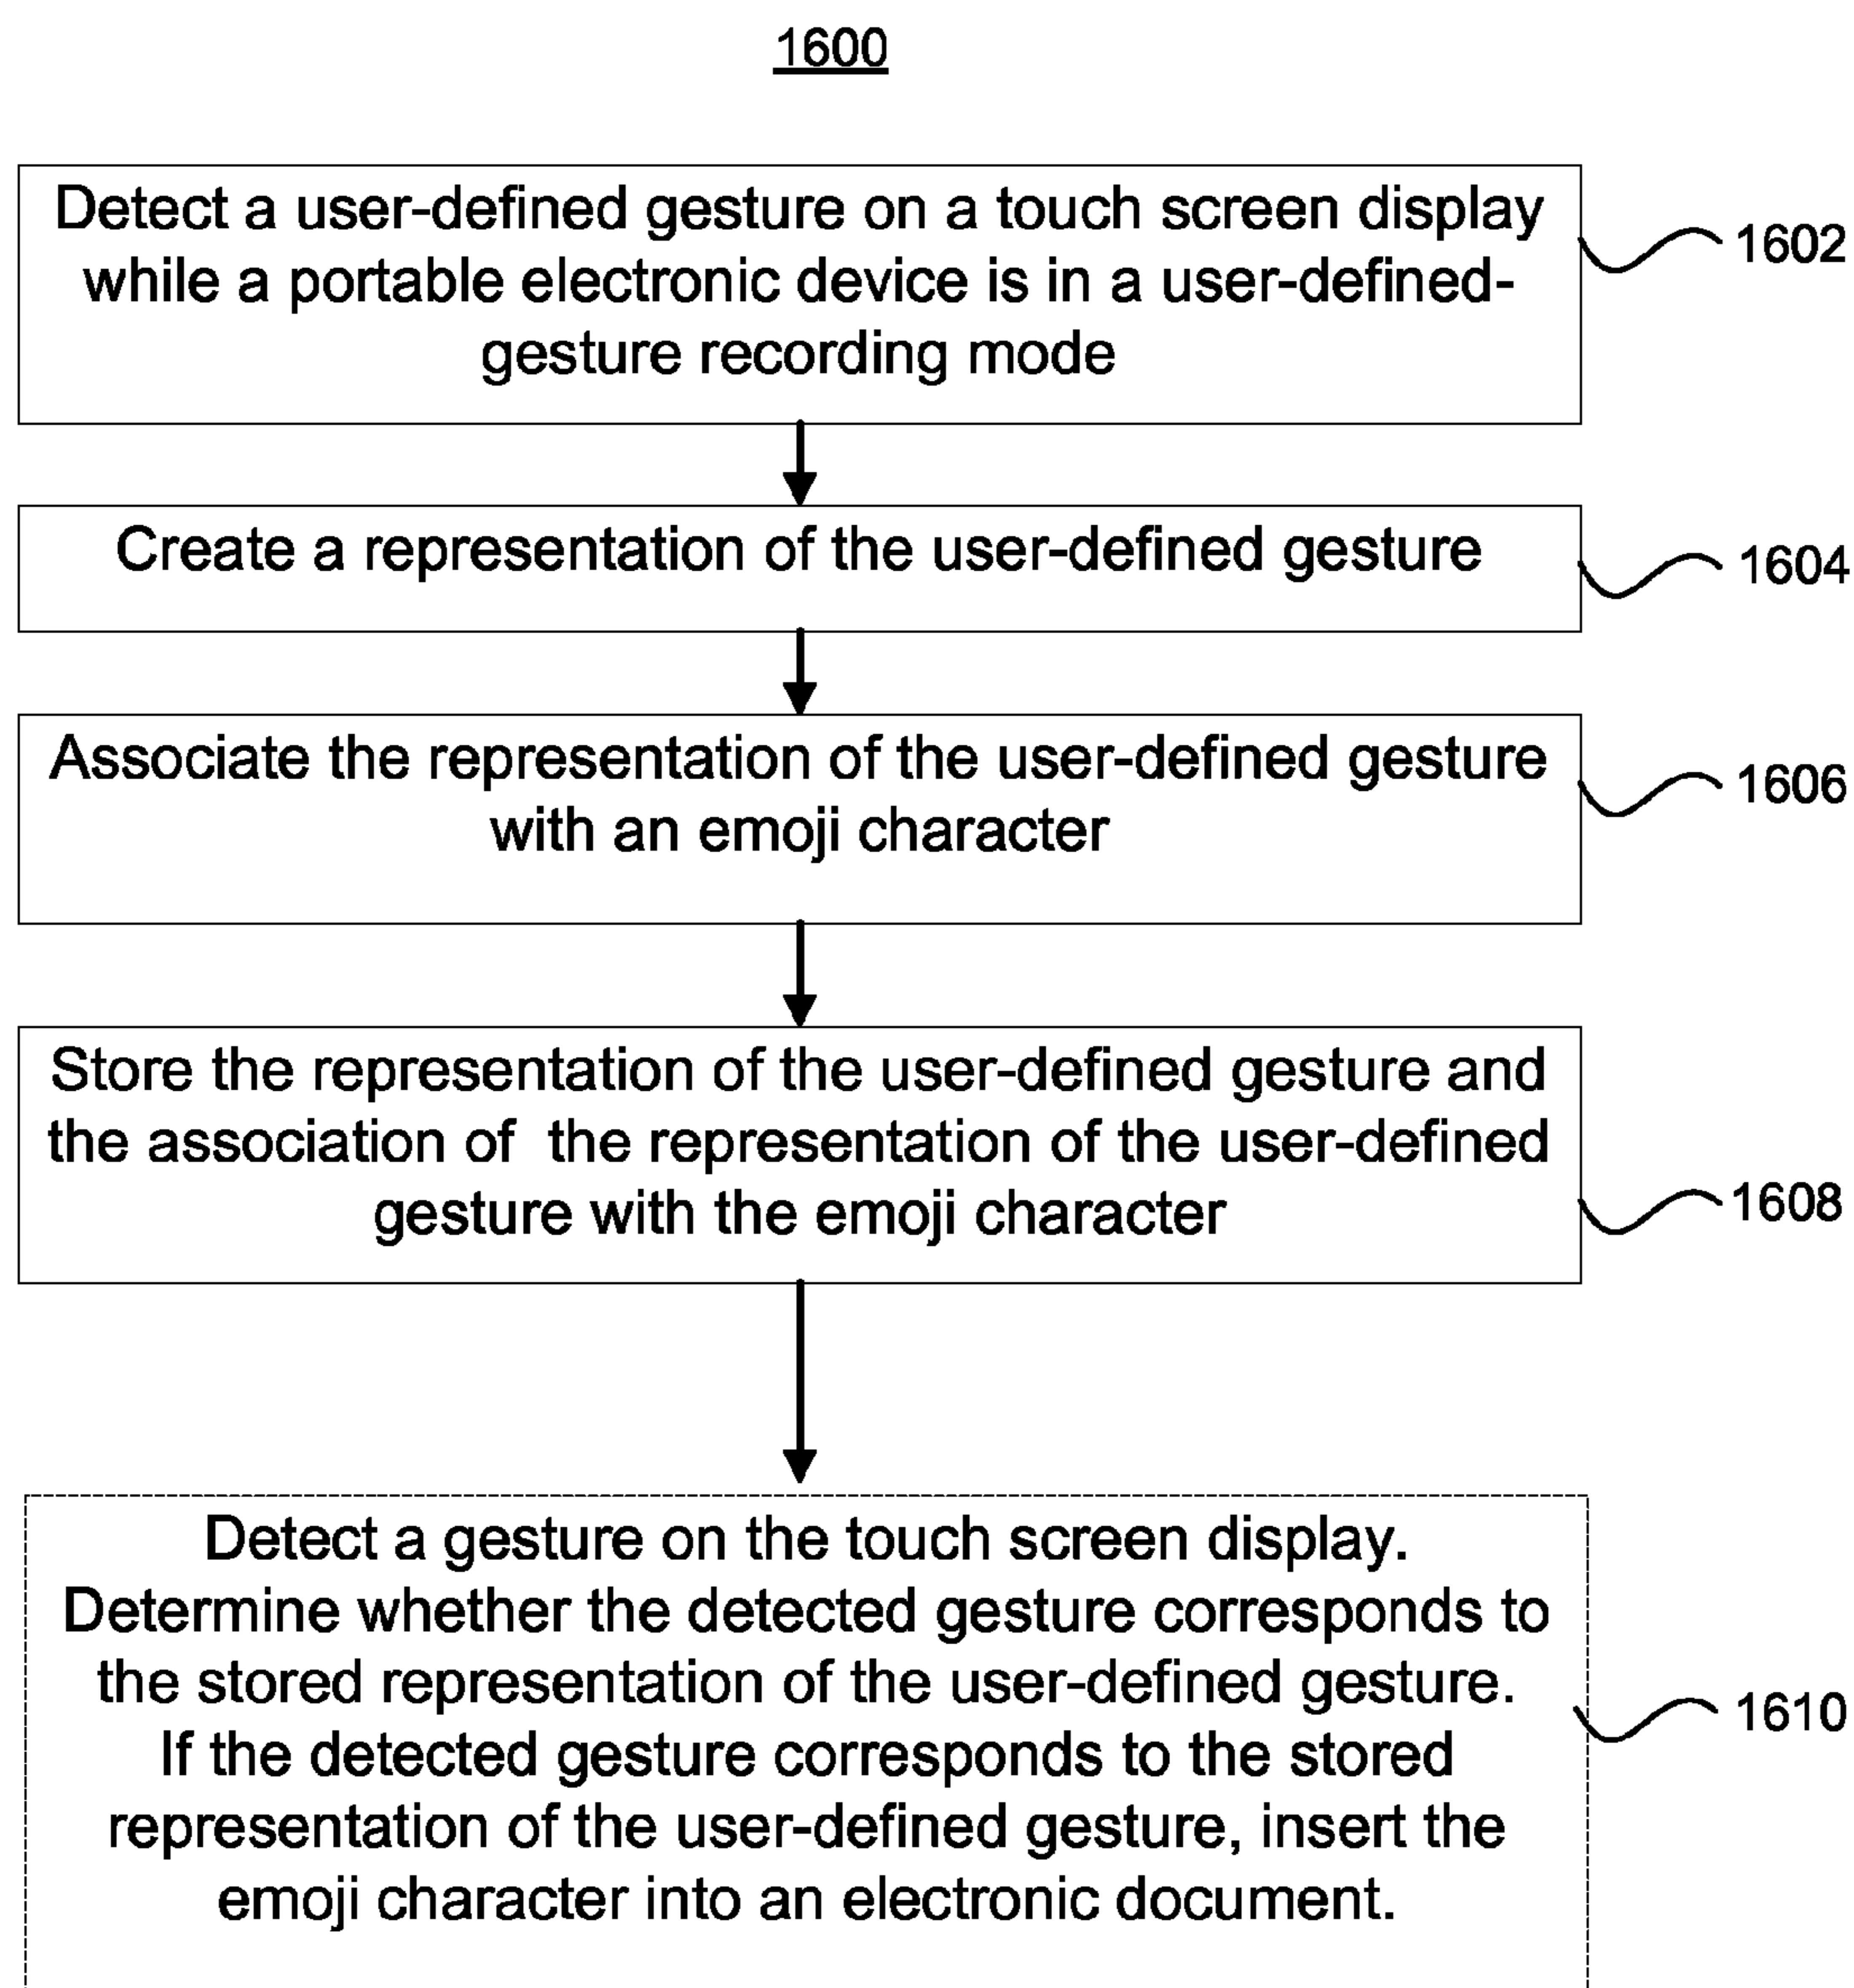 1600
Detect a user-defined gesture on a touch screen display
while a portable electronic device is in a user-defined-
gesture recording mode
1602
Create a representation of the user-defined gesture
1604
Associate the representation of the user-defined gesture
with an emoji character
1606
Store the representation of the user-defined gesture and
the association of  the representation of the user-defined
gesture with the emoji character
1608
Detect a gesture on the touch screen display.
Determine whether the detected gesture corresponds to
the stored representation of the user-defined gesture.
If the detected gesture corresponds to the stored
representation of the user-defined gesture, insert the
emoji character into an electronic document.
1610